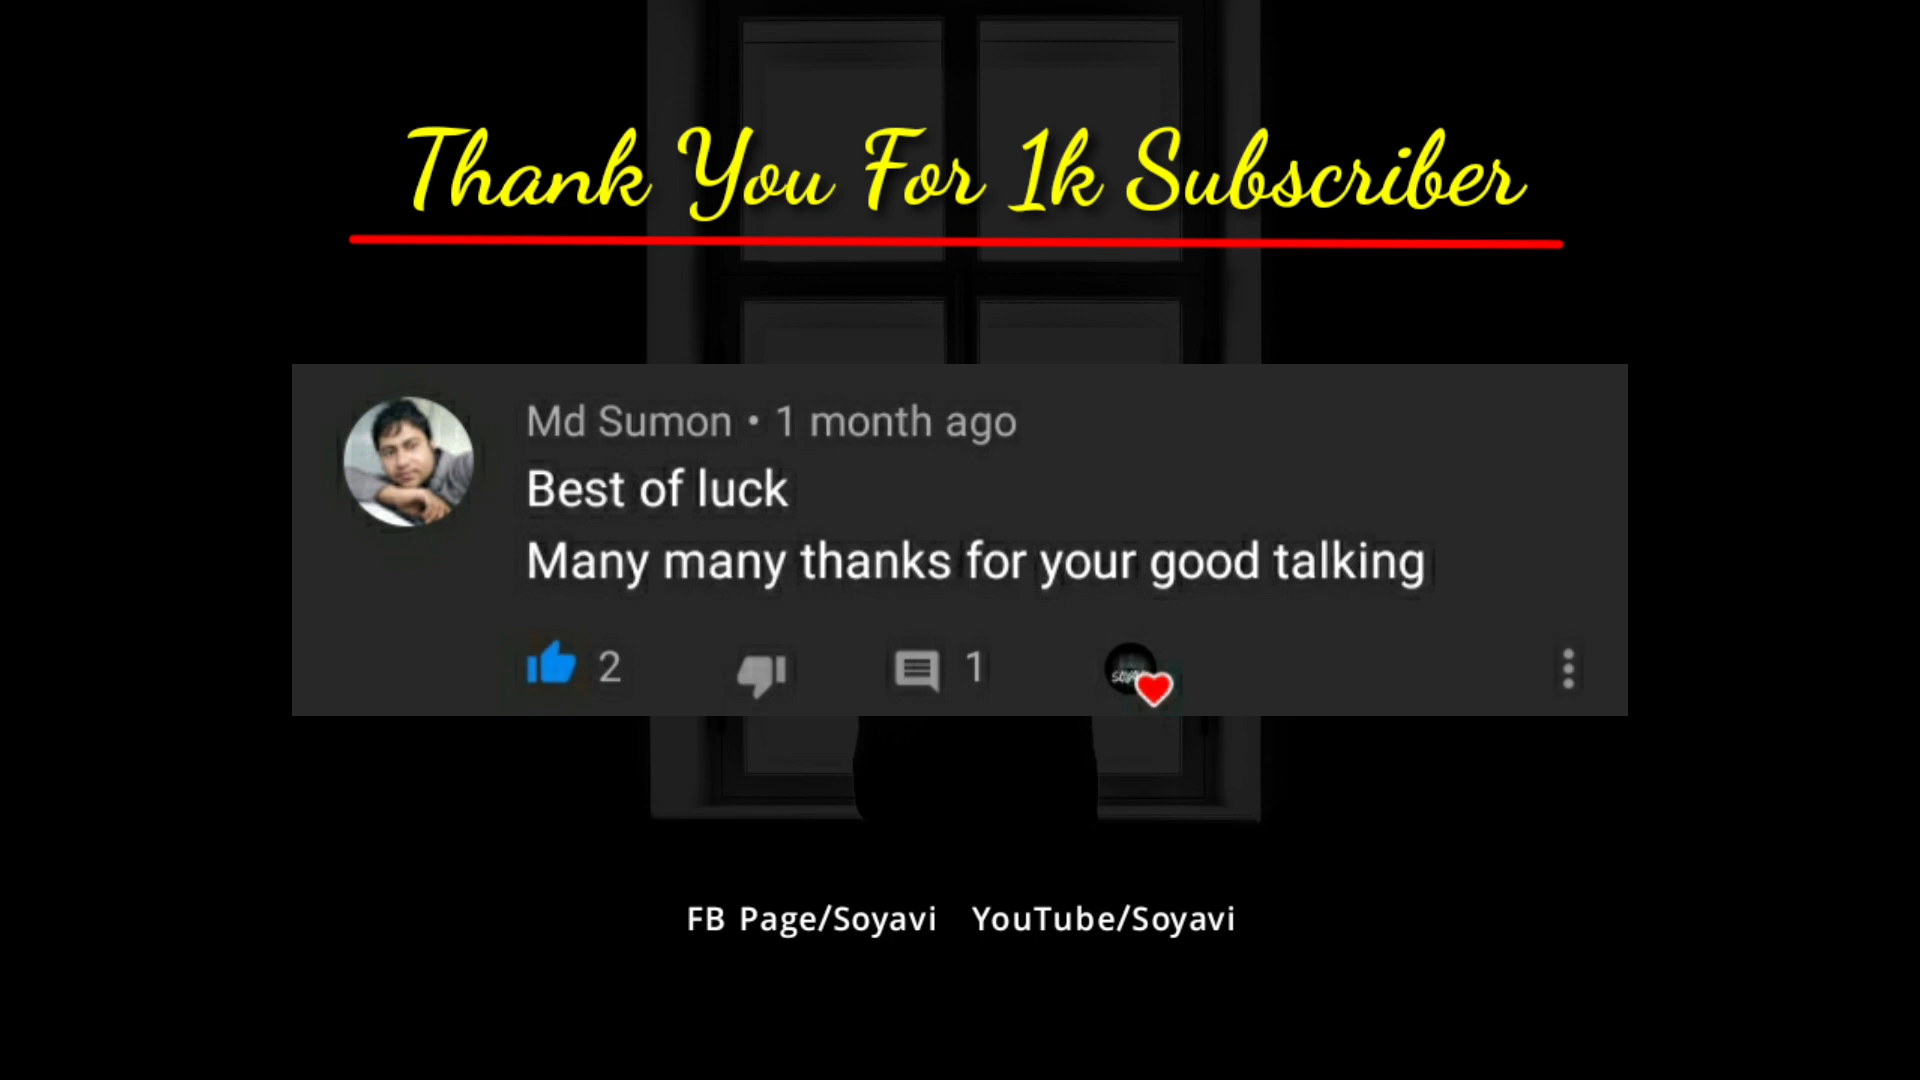 Thank You For 1k Subscriber
Md Sumon • 1 month ago
Best of luck
Many many thanks for your good talking
2 1
FB Page/Soyavi YouTube/Soyavi